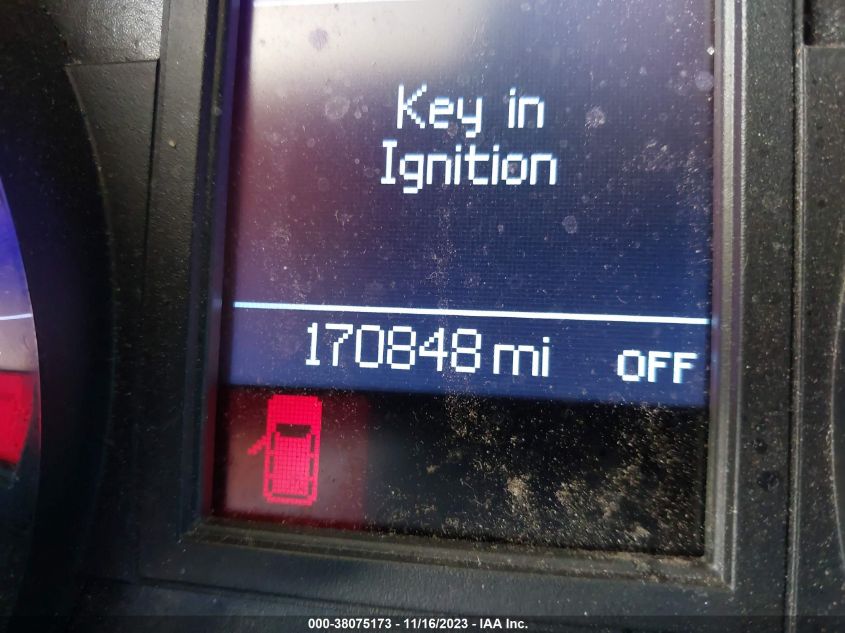 Key in
Ignition
170848 mi OFF
000-38075173 - 11/16/2023 - IAA Inc.